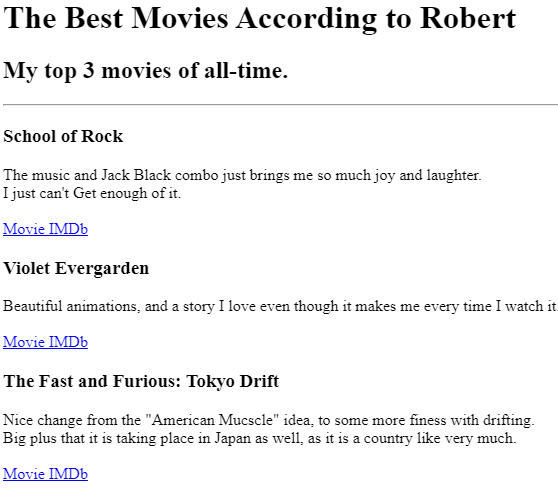 The Best Movies According to Robert
My top 3 movies of all-time.
School of Rock
The music and Jack Black combo just brings me so much joy and laughter.
I just can't Get enough of it.
Movie IMDb
Violet Evergarden
Beautiful animations, and a story I love even though it makes me every time I watch it.
Movie IMDb
The Fast and Furious: Tokyo Drift
Nice change from the "American Mucscle" idea, to some more finess with drifting.
Big plus that it is taking place in Japan as well, as it is a country like very much.
Movie IMDb